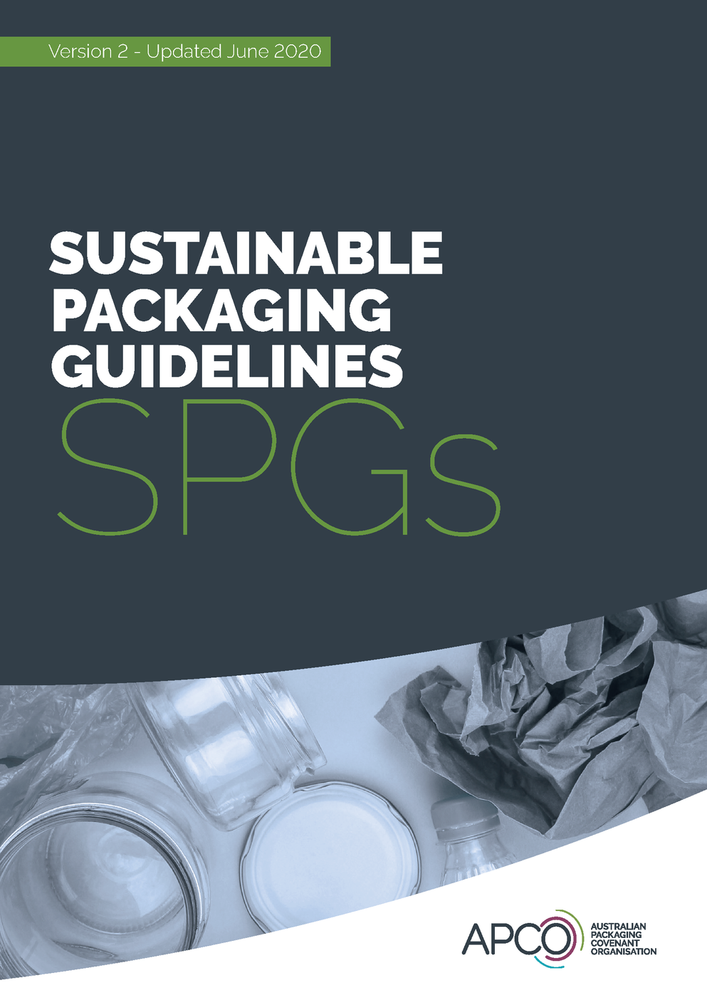 Version 2 - Updated June 2020
SUSTAINABLE
PACKAGING
GUIDELINES
SPGs
APCO
AUSTRALIAN
PACKAGING
COVENANT
ORGANISATION